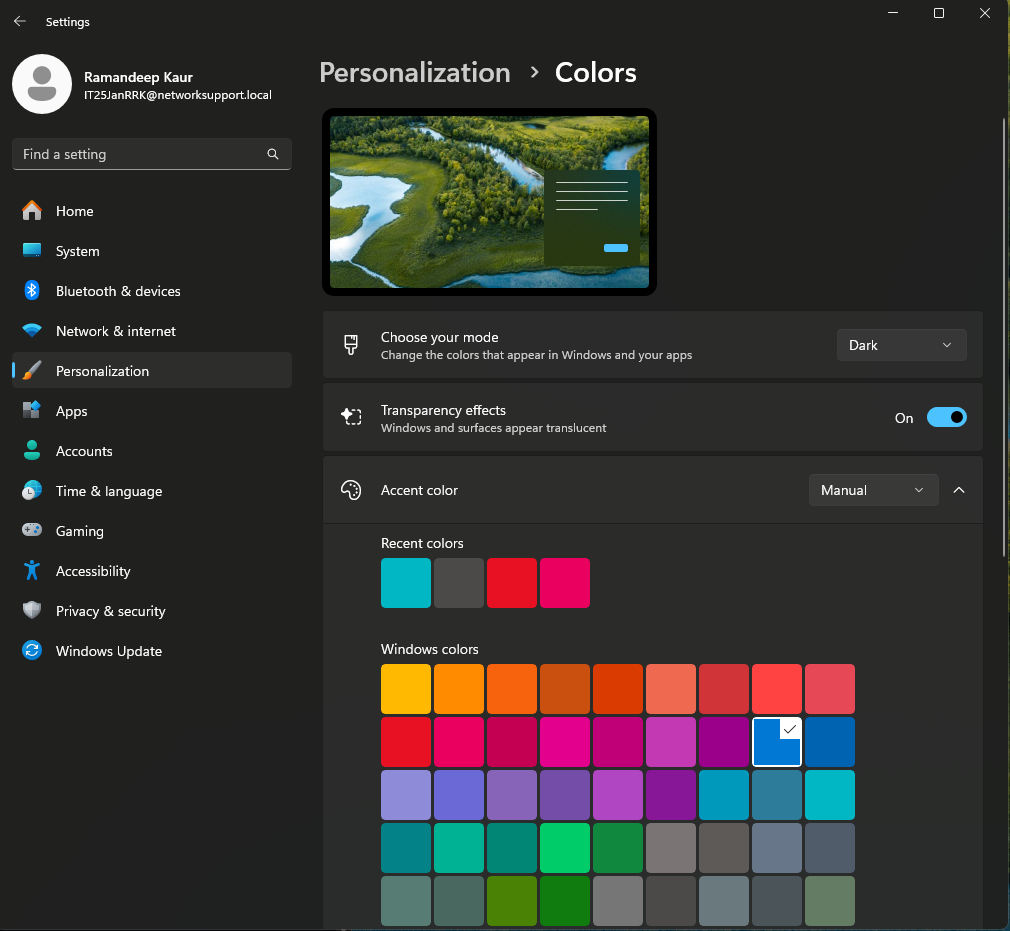 Settings
Ramandeep Kaur
IT25JanRRK@networksupport.local
Find a setting
Home
System
Bluetooth & devices
Network & internet
Personalization
Apps
Accounts
Time & language
Gaming
Accessibility
Privacy & security
Windows Update
Personalization > Colors
Choose your mode
Change the colors that appear in Windows and your apps
Dark
Transparency effects
Windows and surfaces appear translucent
On
Accent color
Manual
Recent colors
Windows colors